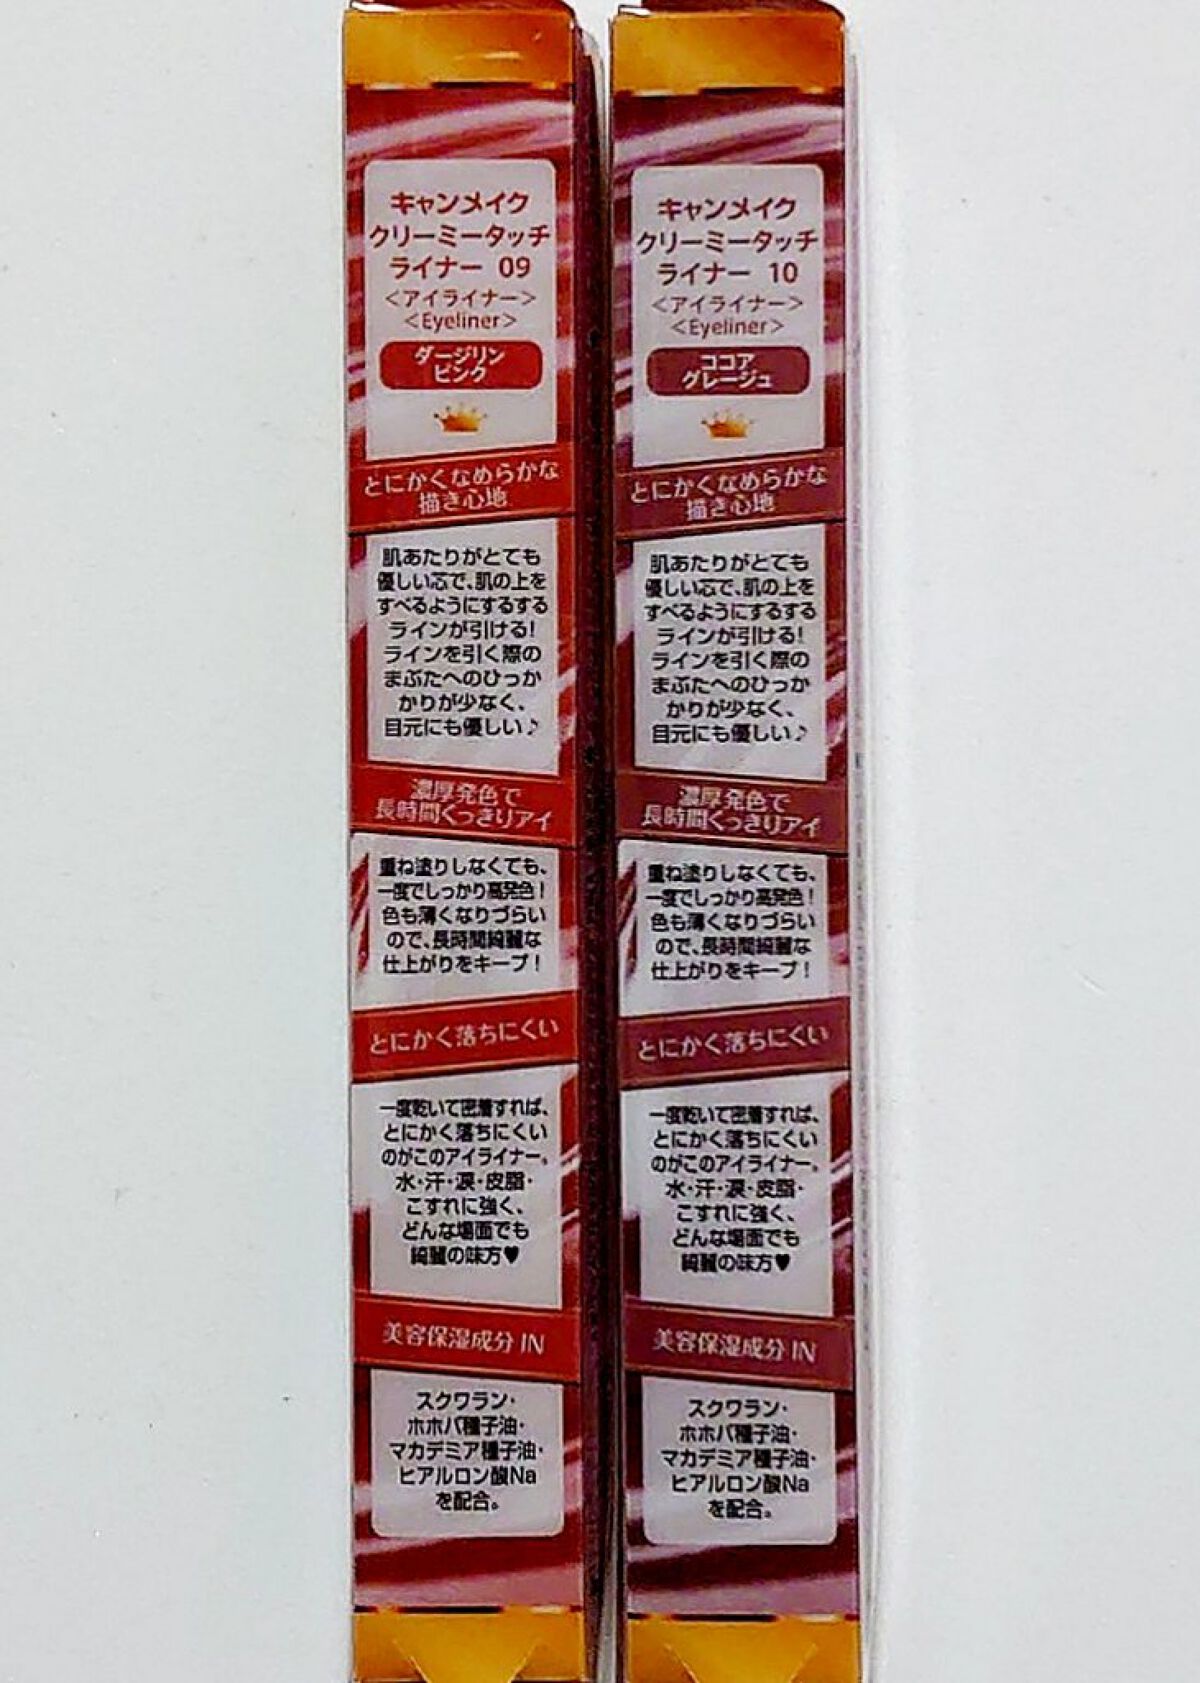 キャンメイク
クリーミータッチ
ライナー 09
＜アイライナー＞
＜Eyeliner＞
ダージリン
ピンク
とにかくなめらかな
描き心地
肌あたりがとても
優しい芯で、肌の上を
すべるようにするする
ラインが引ける！
ラインを引く際の
まぶたへのひっか
かりが少なく、
目元にも優しい♪
濃厚発色で
長時間くっきりアイ
重ね塗りしなくても、
一度でしっかり高発色！
色も薄くなりづらい
ので、長時間綺麗な
仕上がりをキープ！
とにかく落ちにくい
一度乾いて密着すれば、
とにかく落ちにくい
のがこのアイライナー。
水・汗・涙・皮脂・
こすれに強く、
どんな場面でも
綺麗の味方♥
美容保湿成分 IN
スクワラン・
ホホバ種子油・
マカデミア種子油・
ヒアルロン酸Na
を配合。
キャンメイク
クリーミータッチ
ライナー 10
＜アイライナー＞
＜Eyeliner＞
ココア
グレージュ
とにかくなめらかな
描き心地
肌あたりがとても
優しい芯で、肌の上を
すべるようにするする
ラインが引ける！
ラインを引く際の
まぶたへのひっか
かりが少なく、
目元にも優しい♪
濃厚発色で
長時間くっきりアイ
重ね塗りしなくても、
一度でしっかり高発色！
色も薄くなりづらい
ので、長時間綺麗な
仕上がりをキープ！
とにかく落ちにくい
一度乾いて密着すれば、
とにかく落ちにくい
のがこのアイライナー。
水・汗・涙・皮脂・
こすれに強く、
どんな場面でも
綺麗の味方♥
美容保湿成分 IN
スクワラン・
ホホバ種子油・
マカデミア種子油・
ヒアルロン酸Na
を配合。